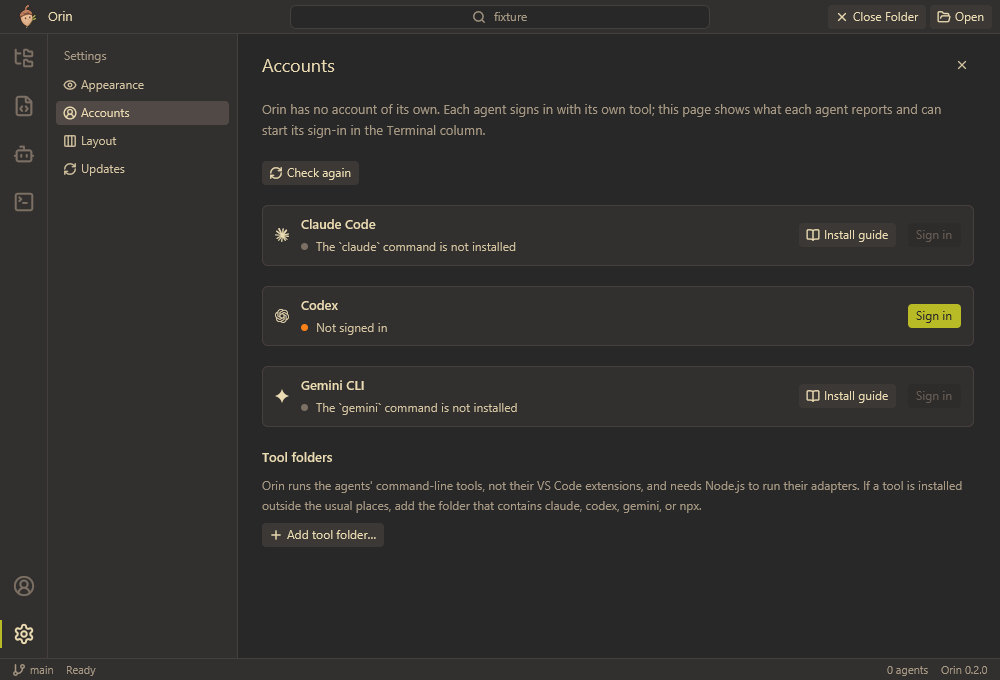 Orin
fixture
Close Folder
Open
Settings
Appearance
Accounts
Layout
Updates
Accounts
Orin has no account of its own. Each agent signs in with its own tool; this page shows what each agent reports and can
start its sign-in in the Terminal column.
Check again
Claude Code
The `claude` command is not installed
Install guide
Sign in
Codex
Not signed in
Sign in
Gemini CLI
The `gemini` command is not installed
Install guide
Sign in
Tool folders
Orin runs the agents' command-line tools, not their VS Code extensions, and needs Node.js to run their adapters. If a tool is installed
outside the usual places, add the folder that contains claude, codex, gemini, or npx.
Add tool folder...
main
Ready
0 agents
Orin 0.2.0